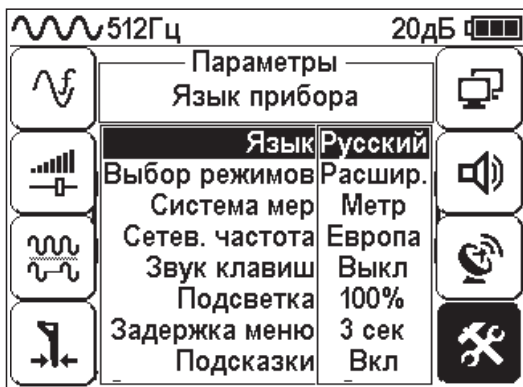 512Гц 20дБ
Параметры
Язык прибора
Язык Русский
Выбор режимов Расшир.
Система мер Метр
Сетев. частота Европа
Звук клавиш Выкл
Подсветка 100%
Задержка меню 3 сек
Подсказки Вкл